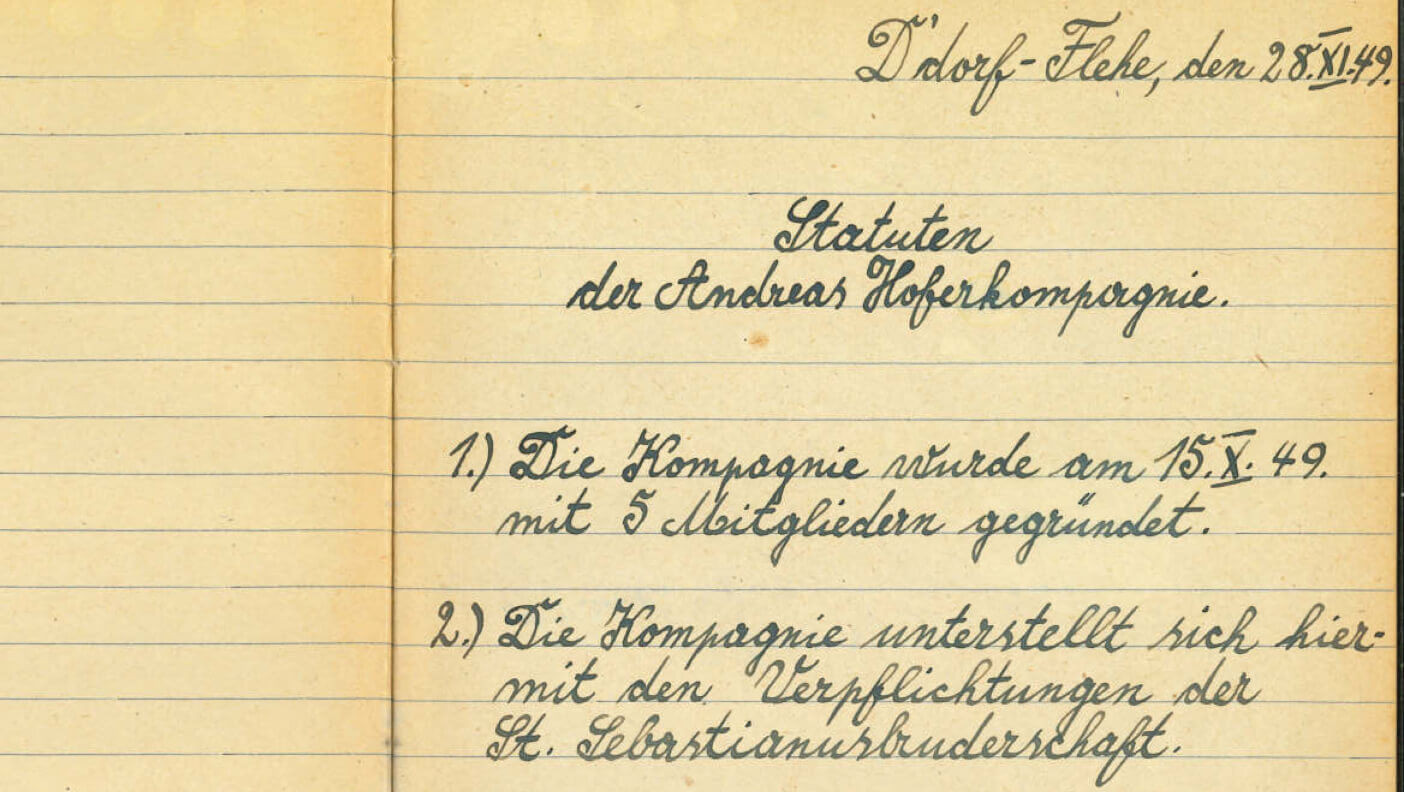 D'dorf-Flehe, den 28.XI.49.
Statuten
der Andreas Hoferkompagnie.
1.) Die Kompagnie wurde am 15.X.49.
mit 5 Mitgliedern gegründet.
2.) Die Kompagnie unterstellt sich hier-
mit den Verpflichtungen der
St. Sebastianusbruderschaft.